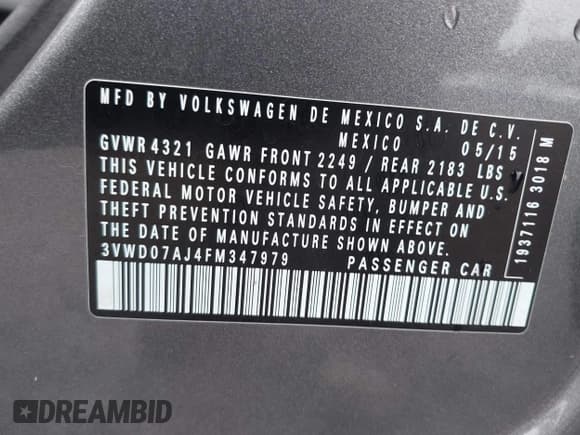 MFD BY VOLKSWAGEN DE MEXICO S.A. DE C.V.
MEXICO 05/15
GVWR 4321 GAWR FRONT 2249 / REAR 2183 LBS
THIS VEHICLE CONFORMS TO ALL APPLICABLE U.S.
FEDERAL MOTOR VEHICLE SAFETY, BUMPER AND
THEFT PREVENTION STANDARDS IN EFFECT ON
THE DATE OF MANUFACTURE SHOWN ABOVE.
3VWD07AJ4FM347979 PASSENGER CAR
1937116 3018 M
DREAMBID